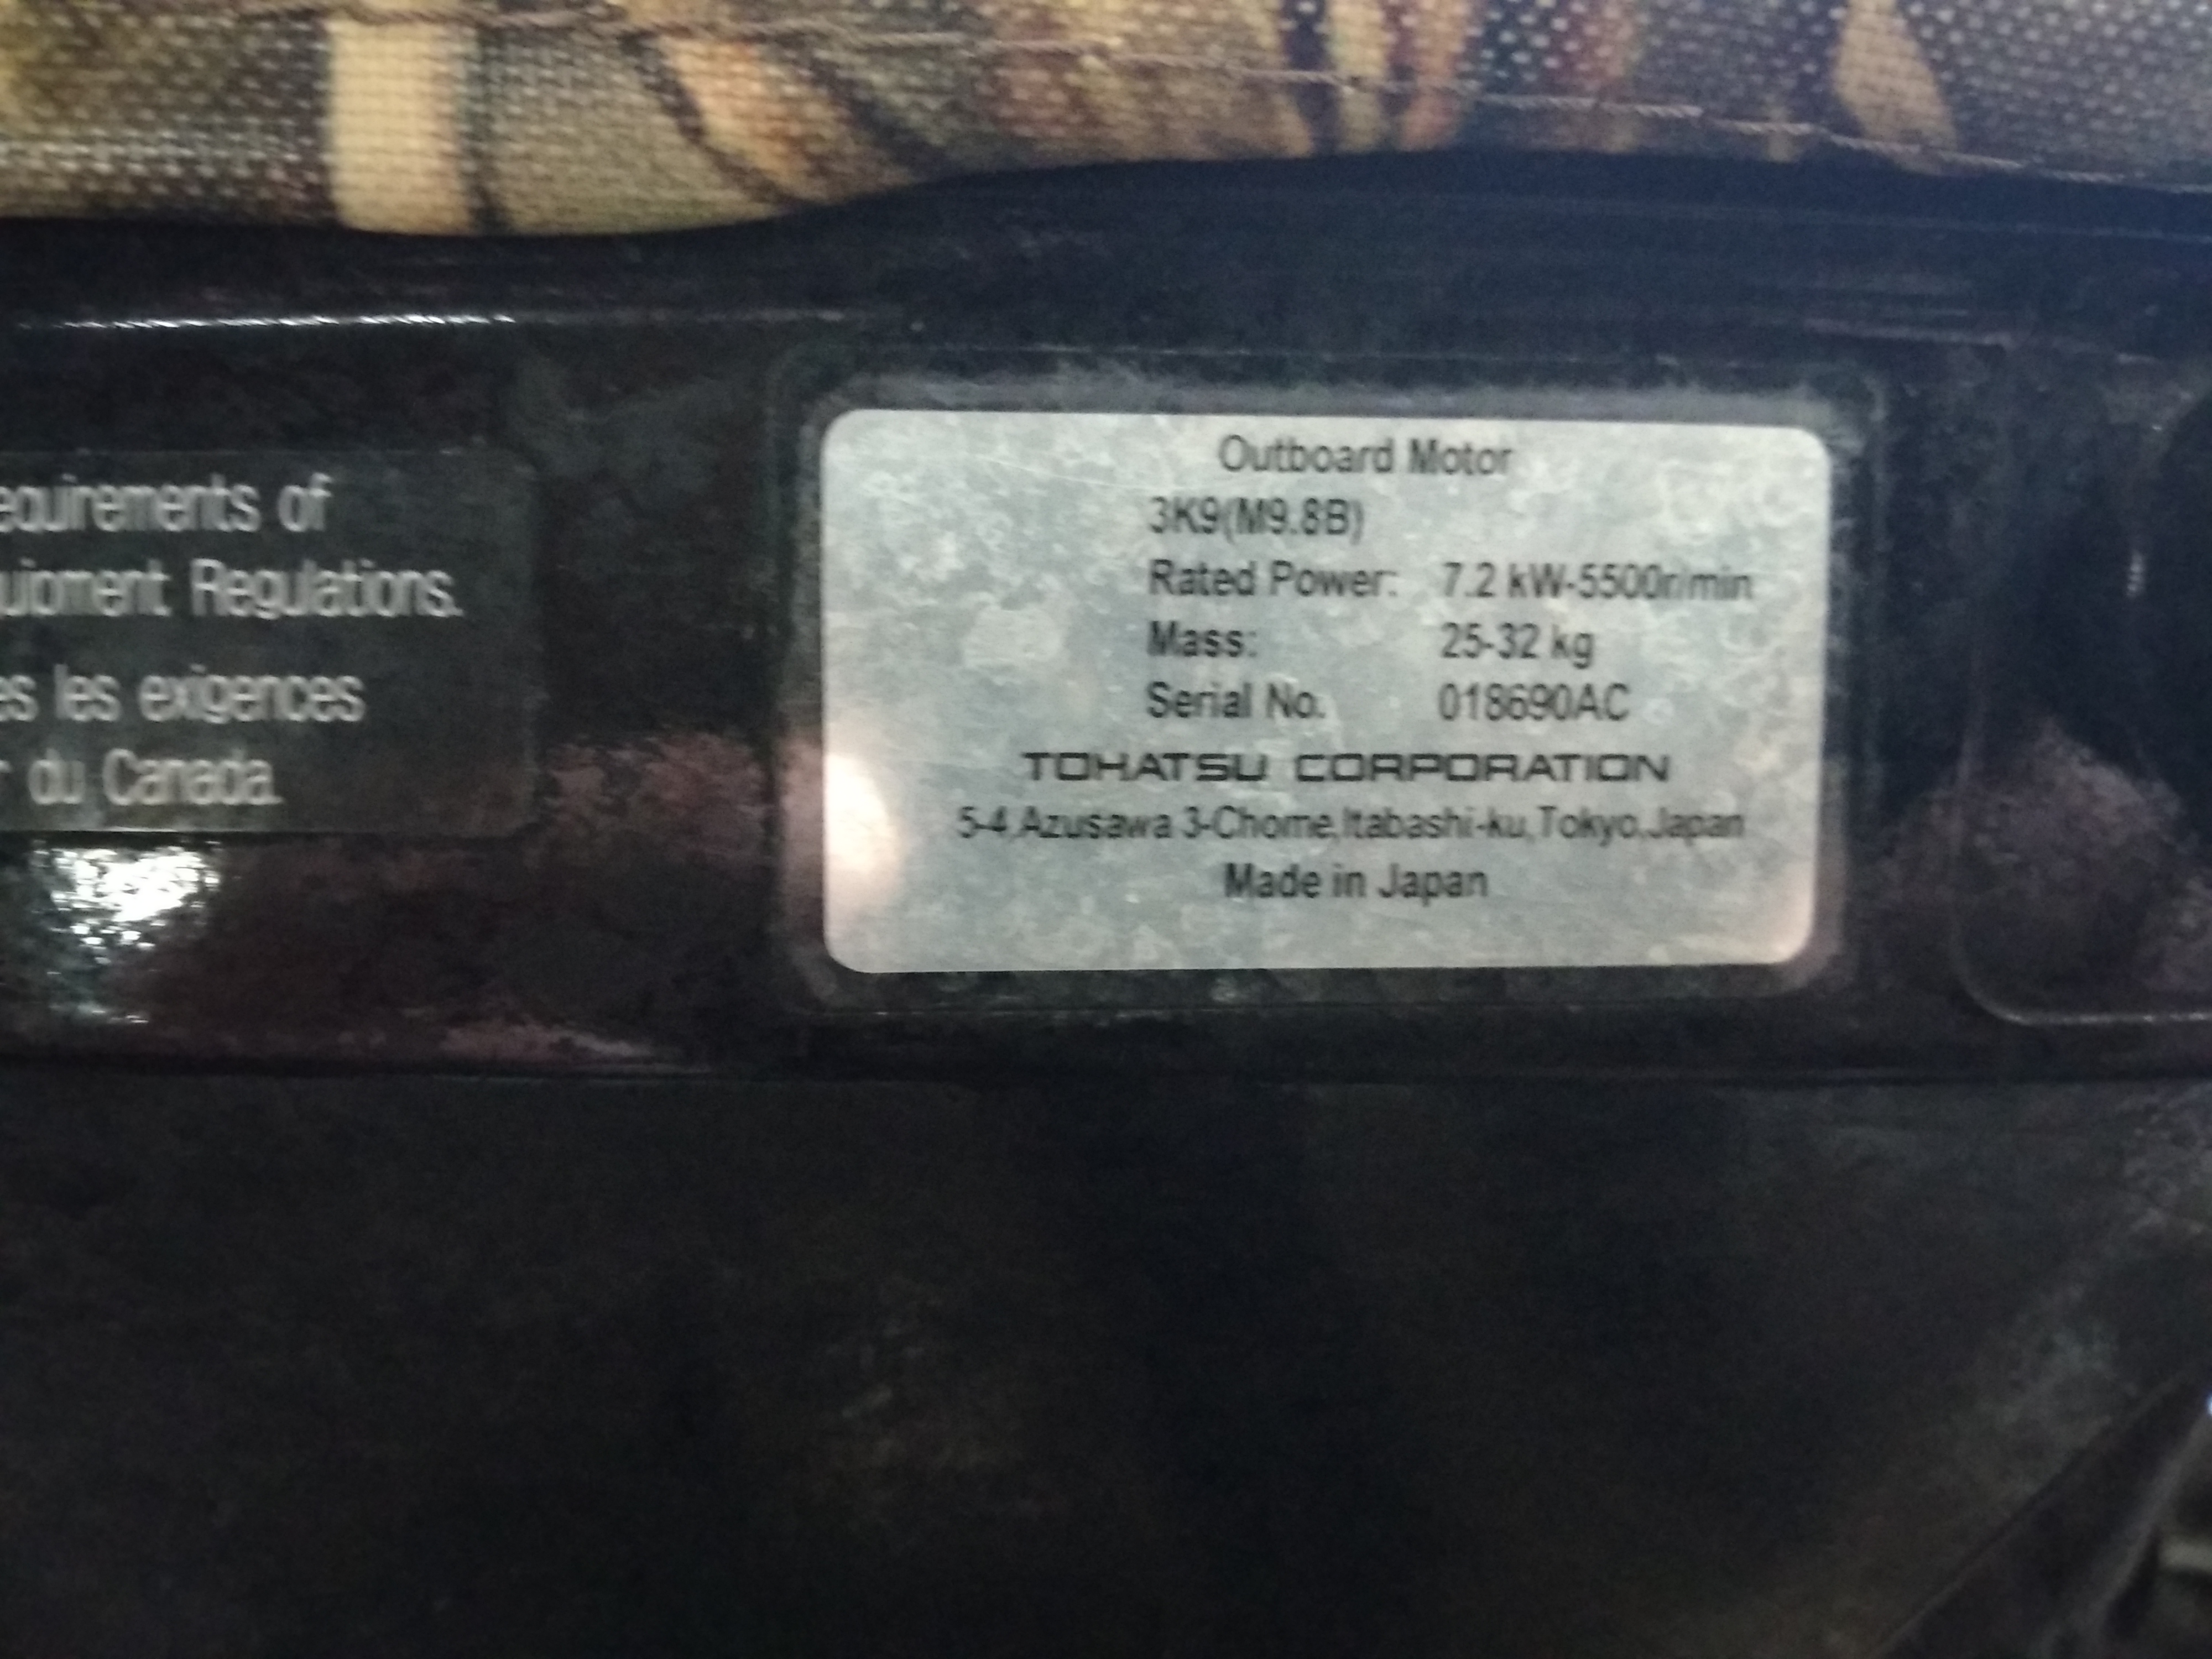 equirements of
uipment Regulations.
es les exigences
r du Canada.
Outboard Motor
3K9(M9.8B)
Rated Power: 7.2 kW-5500r/min
Mass: 25-32 kg
Serial No. 018690AC
TOHATSU CORPORATION
5-4,Azusawa 3-Chome,Itabashi-ku,Tokyo,Japan
Made in Japan